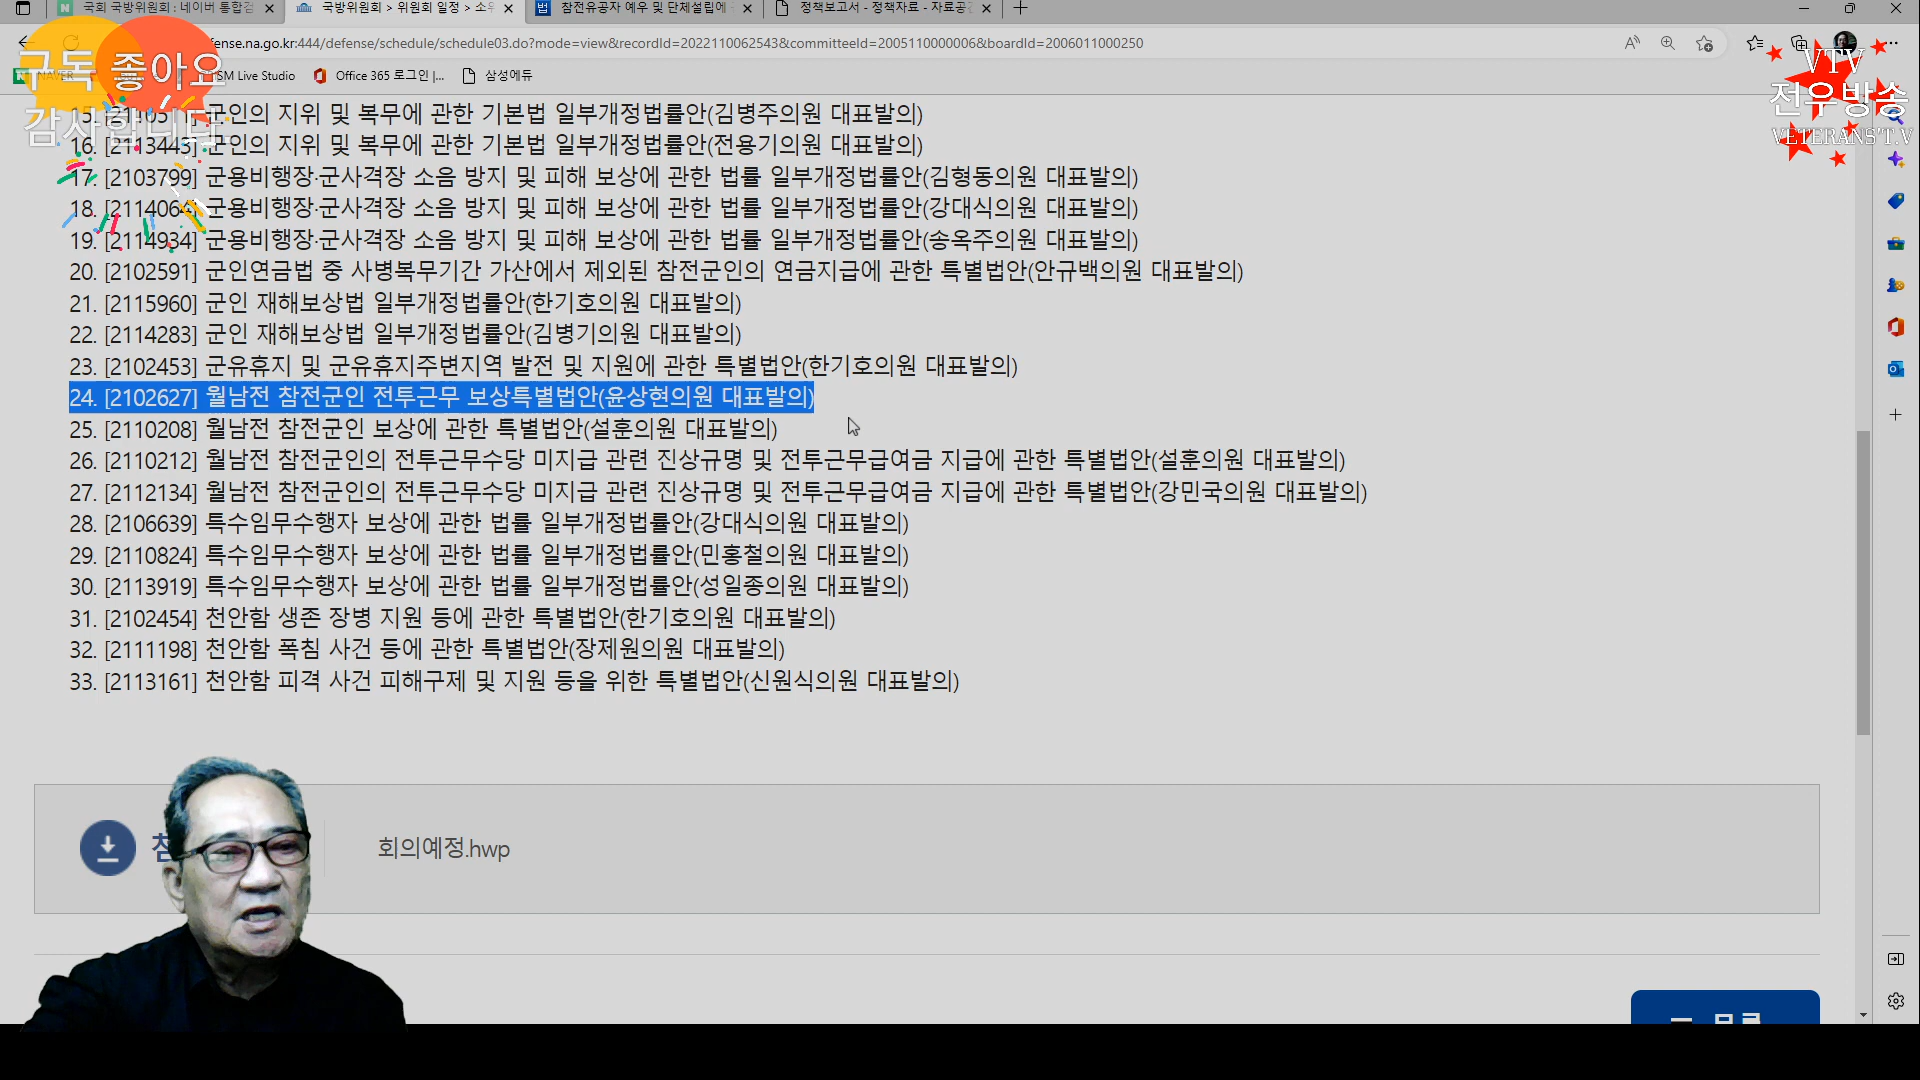 국회 국방위원회 : 네이버 통합검
국방위원회 > 위원회 일정 > 소위
참전유공자 예우 및 단체설립에
정책보고서 - 정책자료 - 자료공간
fense.na.go.kr:444/defense/schedule/schedule03.do?mode=view&recordId=2022110062543&committeeId=2005110000006&boardId=2006011000250
NAVER
SM Live Studio
Office 365 로그인 |...
삼성에듀
구독 좋아요
감사합니다
VTV
전우방송
VETERANS'T.V
15. 군인의 지위 및 복무에 관한 기본법 일부개정법률안(김병주의원 대표발의)
16. [2113443] 군인의 지위 및 복무에 관한 기본법 일부개정법률안(전용기의원 대표발의)
17. [2103799] 군용비행장·군사격장 소음 방지 및 피해 보상에 관한 법률 일부개정법률안(김형동의원 대표발의)
18. [2114064] 군용비행장·군사격장 소음 방지 및 피해 보상에 관한 법률 일부개정법률안(강대식의원 대표발의)
19. [2114934] 군용비행장·군사격장 소음 방지 및 피해 보상에 관한 법률 일부개정법률안(송옥주의원 대표발의)
20. [2102591] 군인연금법 중 사병복무기간 가산에서 제외된 참전군인의 연금지급에 관한 특별법안(안규백의원 대표발의)
21. [2115960] 군인 재해보상법 일부개정법률안(한기호의원 대표발의)
22. [2114283] 군인 재해보상법 일부개정법률안(김병기의원 대표발의)
23. [2102453] 군유휴지 및 군유휴지주변지역 발전 및 지원에 관한 특별법안(한기호의원 대표발의)
24. [2102627] 월남전 참전군인 전투근무 보상특별법안(윤상현의원 대표발의)
25. [2110208] 월남전 참전군인 보상에 관한 특별법안(설훈의원 대표발의)
26. [2110212] 월남전 참전군인의 전투근무수당 미지급 관련 진상규명 및 전투근무급여금 지급에 관한 특별법안(설훈의원 대표발의)
27. [2112134] 월남전 참전군인의 전투근무수당 미지급 관련 진상규명 및 전투근무급여금 지급에 관한 특별법안(강민국의원 대표발의)
28. [2106639] 특수임무수행자 보상에 관한 법률 일부개정법률안(강대식의원 대표발의)
29. [2110824] 특수임무수행자 보상에 관한 법률 일부개정법률안(민홍철의원 대표발의)
30. [2113919] 특수임무수행자 보상에 관한 법률 일부개정법률안(성일종의원 대표발의)
31. [2102454] 천안함 생존 장병 지원 등에 관한 특별법안(한기호의원 대표발의)
32. [2111198] 천안함 폭침 사건 등에 관한 특별법안(장제원의원 대표발의)
33. [2113161] 천안함 피격 사건 피해구제 및 지원 등을 위한 특별법안(신원식의원 대표발의)
회의예정.hwp